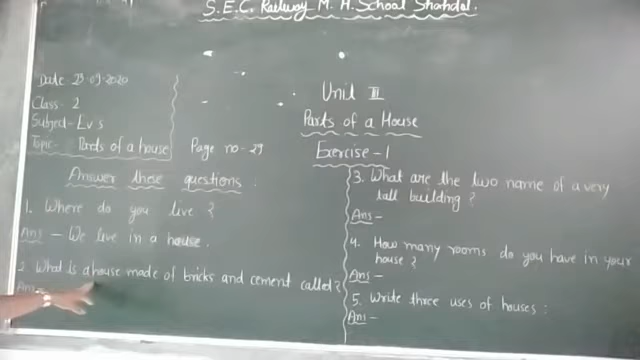 S.E.C. Railway M. H. School Shahdol.
Date 23-09-2020
Class- 2
Subject- Evs
Topic- Parts of a house
Page no- 29
Unit III
Parts of a House
Exercise-1
Answer these questions:
1. Where do you live ?
Ans - We live in a house.
2. What is a house made of bricks and cement called?
Ans -
3. What are the two name of a very
tall building ?
Ans -
4. How many rooms do you have in your
house ?
Ans -
5. Write three uses of houses :
Ans -